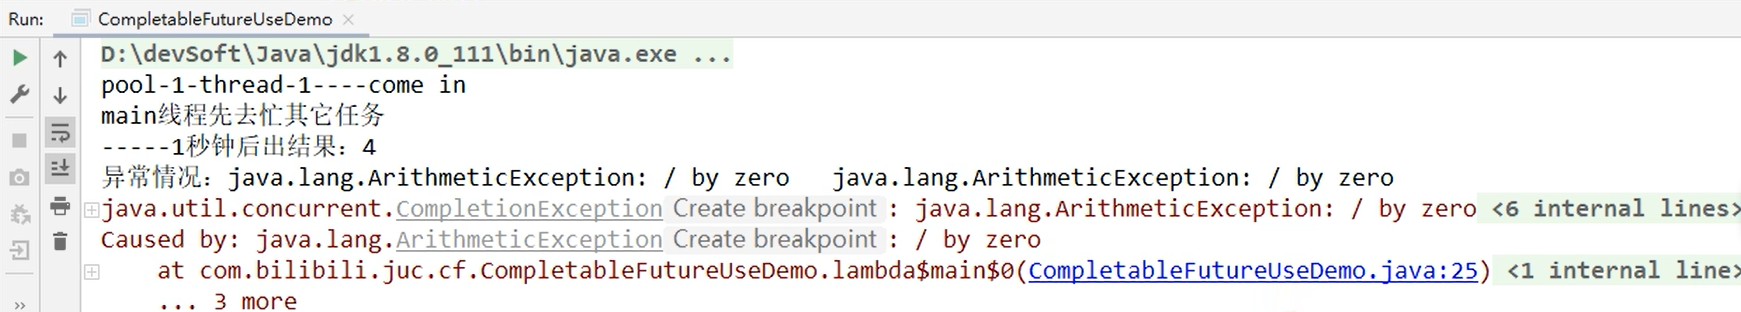 Run: CompletableFutureUseDemo ×
D:\devSoft\Java\jdk1.8.0_111\bin\java.exe ...
pool-1-thread-1----come in
main线程先去忙其它任务
-----1秒钟后出结果：4
异常情况：java.lang.ArithmeticException: / by zero   java.lang.ArithmeticException: / by zero
java.util.concurrent.CompletionException Create breakpoint : java.lang.ArithmeticException: / by zero <6 internal lines>
Caused by: java.lang.ArithmeticException Create breakpoint : / by zero
at com.bilibili.juc.cf.CompletableFutureUseDemo.lambda$main$0(CompletableFutureUseDemo.java:25) <1 internal line>
... 3 more